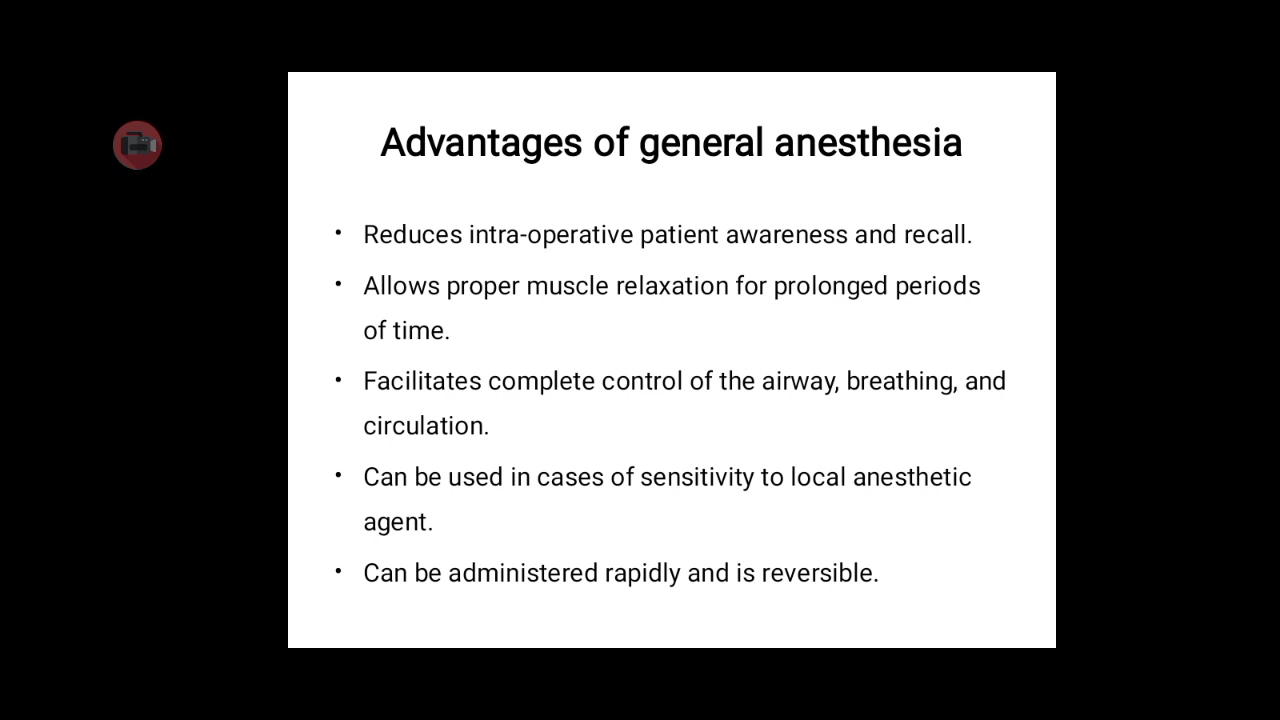 Advantages of general anesthesia
• Reduces intra-operative patient awareness and recall.
• Allows proper muscle relaxation for prolonged periods
of time.
• Facilitates complete control of the airway, breathing, and
circulation.
• Can be used in cases of sensitivity to local anesthetic
agent.
• Can be administered rapidly and is reversible.